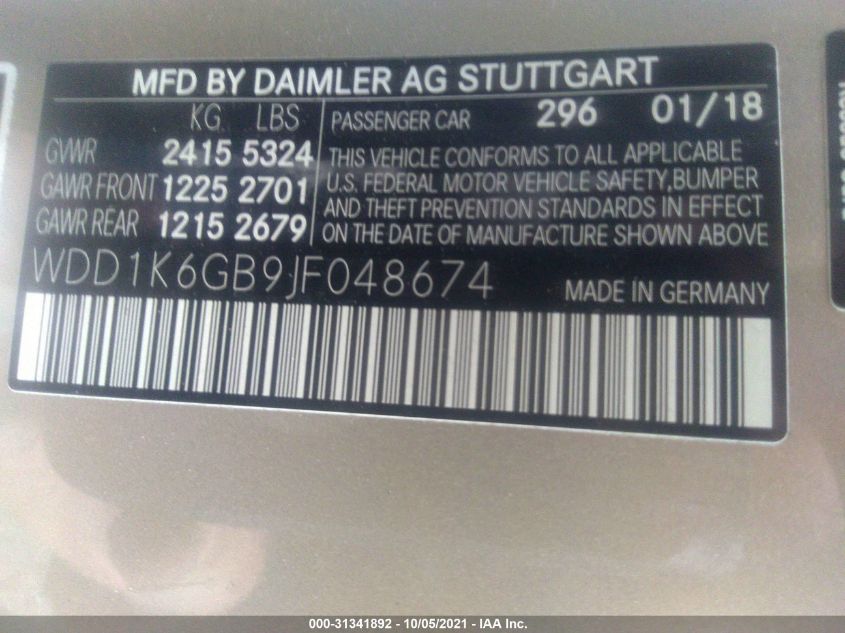 MFD BY DAIMLER AG STUTTGART
KG LBS
GVWR 2415 5324
GAWR FRONT 1225 2701
GAWR REAR 1215 2679
PASSENGER CAR 296 01/18
THIS VEHICLE CONFORMS TO ALL APPLICABLE
U.S. FEDERAL MOTOR VEHICLE SAFETY,BUMPER
AND THEFT PREVENTION STANDARDS IN EFFECT
ON THE DATE OF MANUFACTURE SHOWN ABOVE
WDD1K6GB9JF048674
MADE IN GERMANY
000-31341892 - 10/05/2021 - IAA Inc.